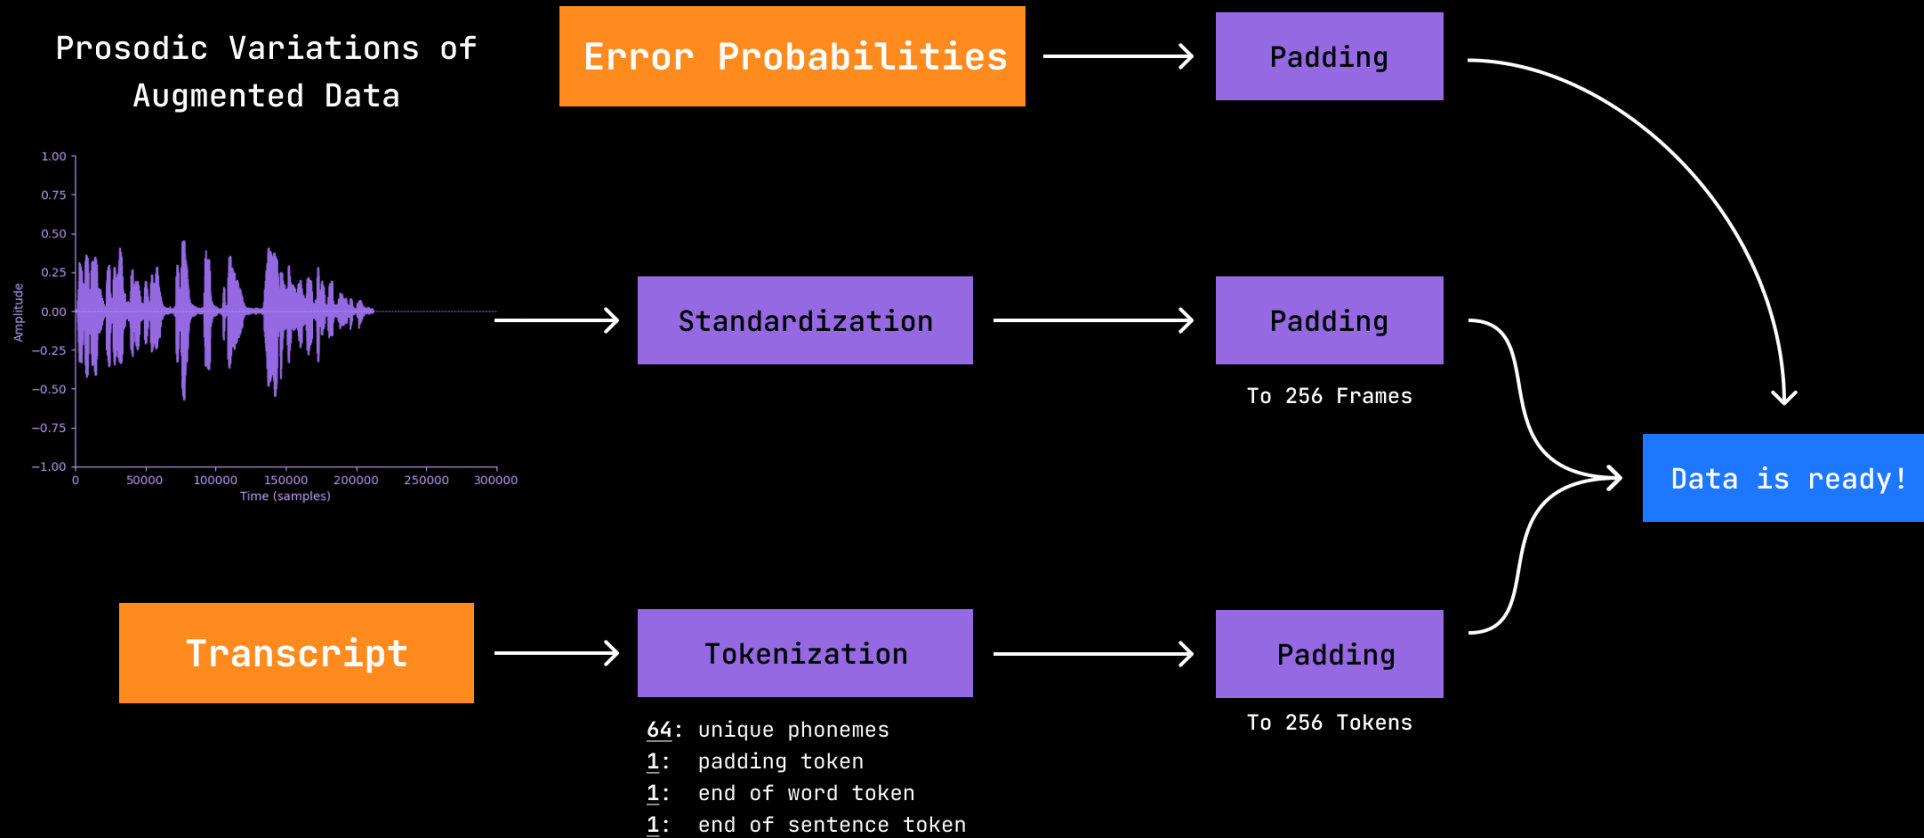 Prosodic Variations of
Augmented Data
Error Probabilities
Padding
1.00
0.75
0.50
0.25
0.00
−0.25
−0.50
−0.75
−1.00
Amplitude
0 50000 100000 150000 200000 250000 300000
Time (samples)
Standardization
Padding
To 256 Frames
Data is ready!
Transcript
Tokenization
Padding
To 256 Tokens
64: unique phonemes
1: padding token
1: end of word token
1: end of sentence token